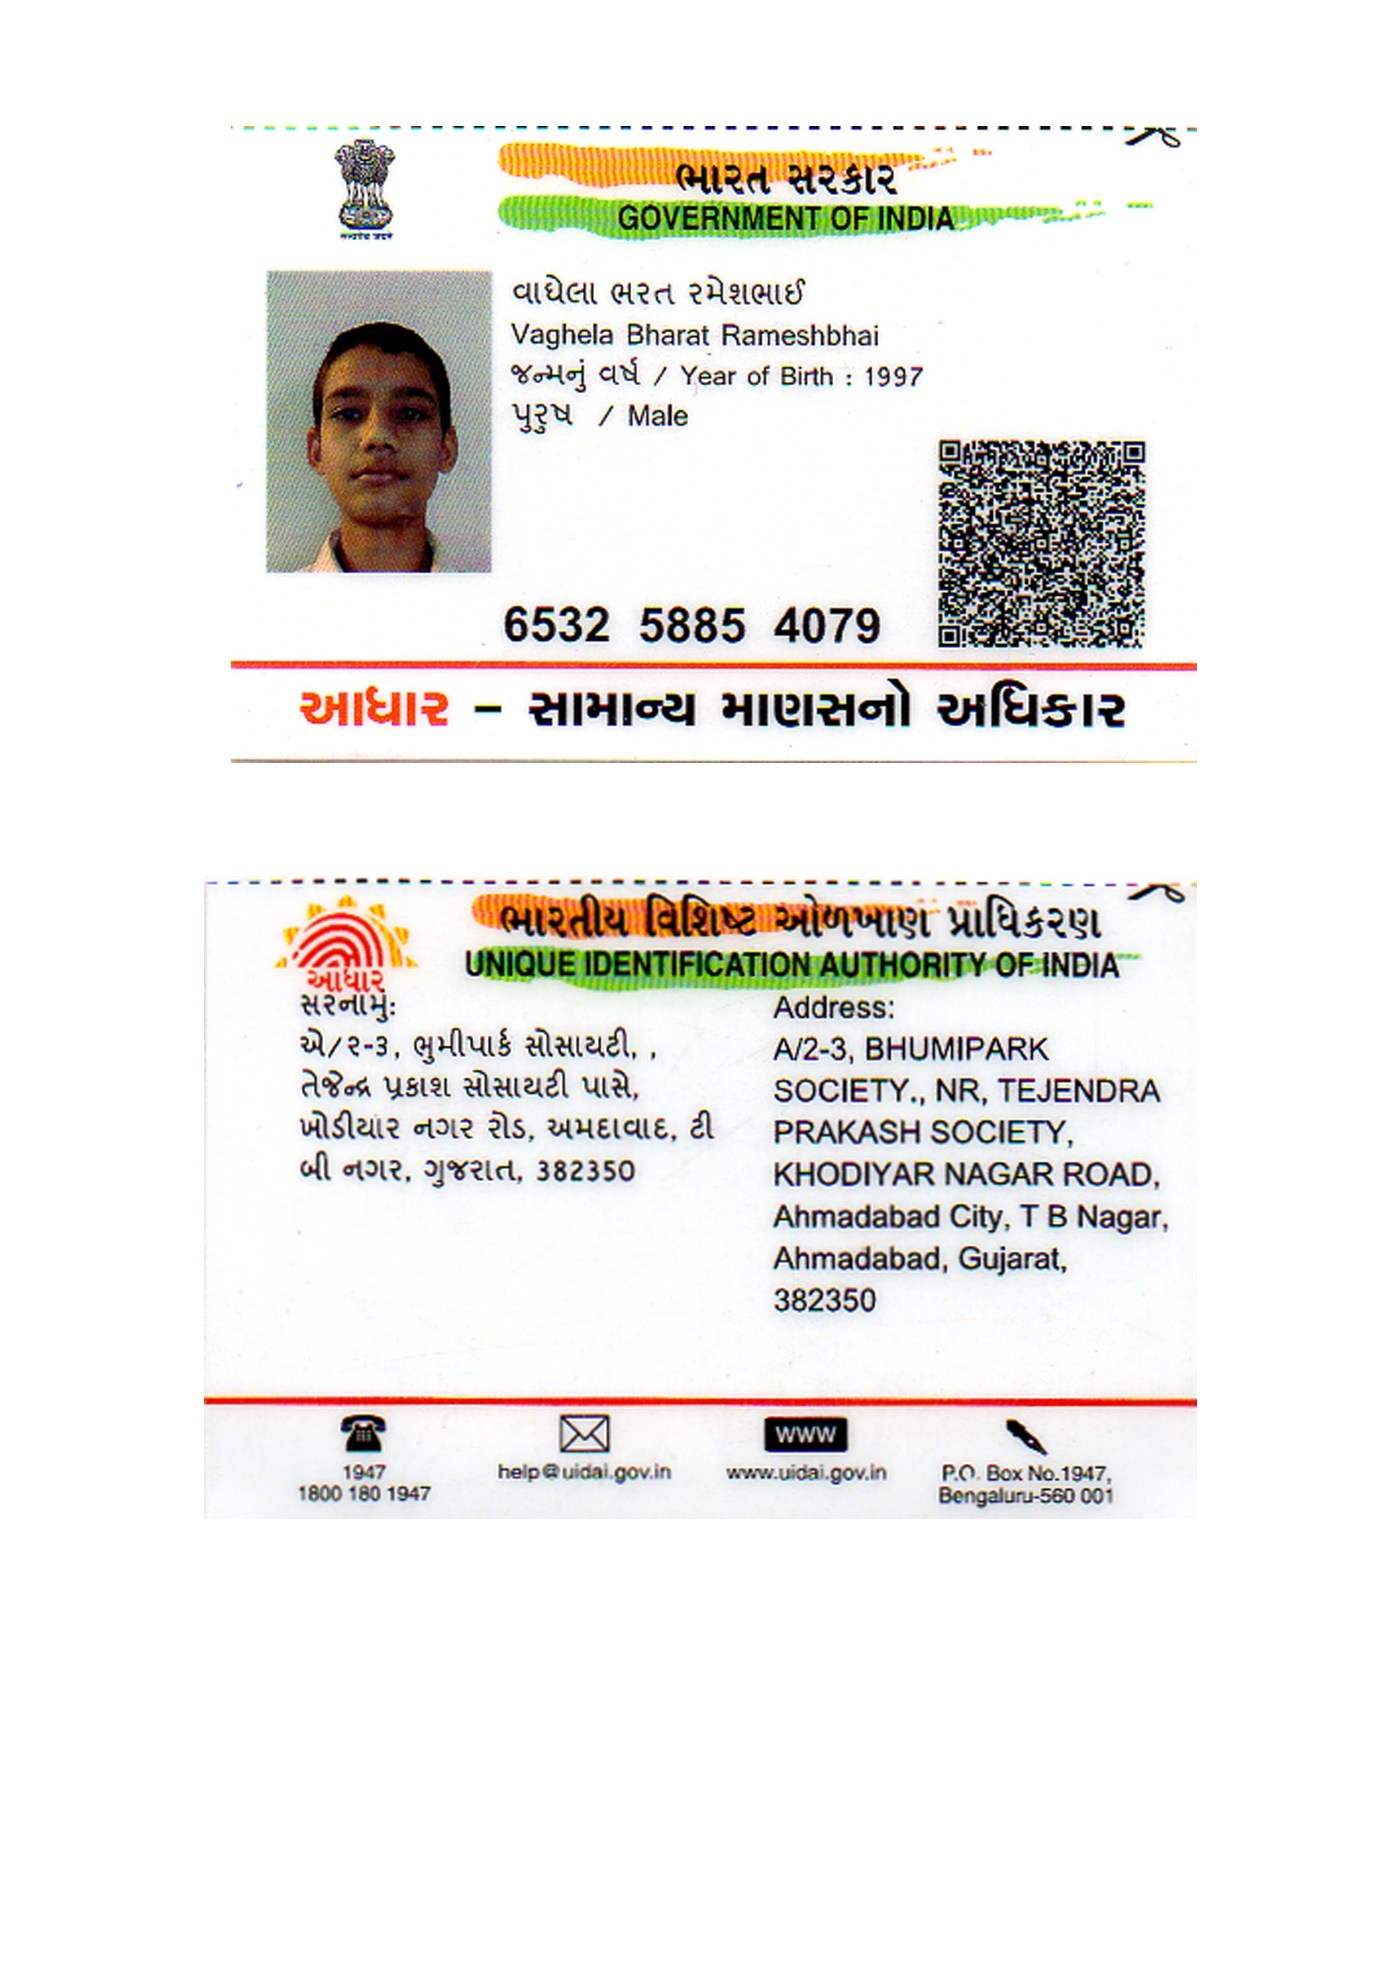 ભારત સરકાર
GOVERNMENT OF INDIA
વાઘેલા ભરત રમેશભાઈ
Vaghela Bharat Rameshbhai
જન્મનું વર્ષ / Year of Birth : 1997
પુરુષ / Male
6532 5885 4079
આધાર – સામાન્ય માણસનો અધિકાર
ભારતીય વિશિષ્ટ ઓળખાણ પ્રાધિકરણ
UNIQUE IDENTIFICATION AUTHORITY OF INDIA
આધાર
સરનામું:
એ/૨-૩, ભુમીપાર્ક સોસાયટી, ,
તેજેન્દ્ર પ્રકાશ સોસાયટી પાસે,
ખોડીયાર નગર રોડ, અમદાવાદ, ટી
બી નગર, ગુજરાત, 382350
Address:
A/2-3, BHUMIPARK
SOCIETY., NR, TEJENDRA
PRAKASH SOCIETY,
KHODIYAR NAGAR ROAD,
Ahmadabad City, T B Nagar,
Ahmadabad, Gujarat,
382350
1947
1800 180 1947
help@uidai.gov.in
www
www.uidai.gov.in
P.O. Box No.1947,
Bengaluru-560 001